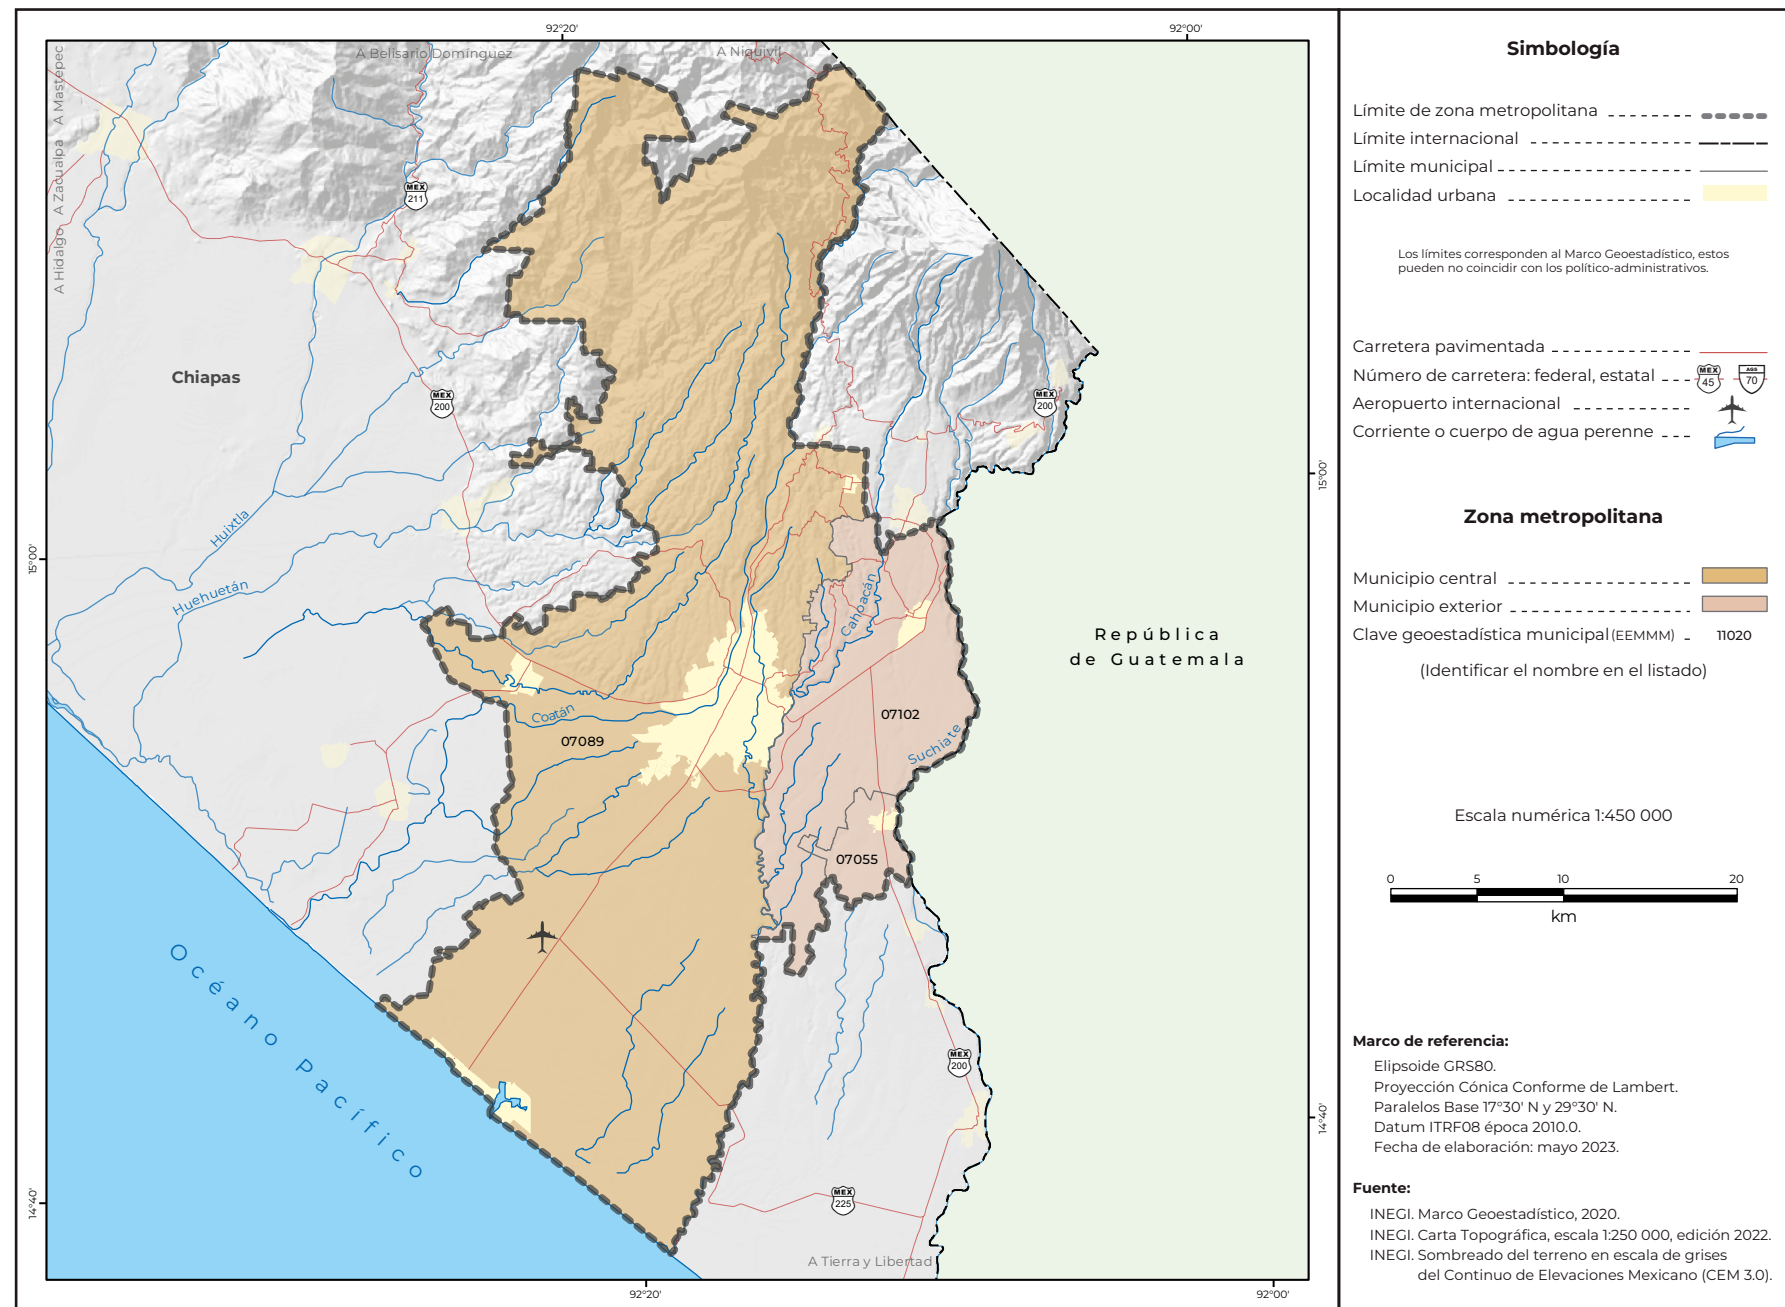 92°20'
92°00'
A Belisario Domínguez
A Niquivil
A Mastepec
A Zacualpa
A Hidalgo
MEX
211
Chiapas
MEX
200
MEX
200
15°00'
15°00'
Huixtla
Huehuetán
Cahoacán
República
de Guatemala
Coatán
07089
07102
Suchiate
07055
Océano Pacífico
MEX
200
MEX
225
14°40'
14°40'
A Tierra y Libertad
92°20'
92°00'
Simbología
Límite de zona metropolitana
Límite internacional
Límite municipal
Localidad urbana
Los límites corresponden al Marco Geoestadístico, estos
pueden no coincidir con los político-administrativos.
Carretera pavimentada
Número de carretera: federal, estatal
MEX
45
AGS
70
Aeropuerto internacional
Corriente o cuerpo de agua perenne
Zona metropolitana
Municipio central
Municipio exterior
Clave geoestadística municipal (EEMMM) 11020
(Identificar el nombre en el listado)
Escala numérica 1:450 000
0 5 10 20
km
Marco de referencia:
Elipsoide GRS80.
Proyección Cónica Conforme de Lambert.
Paralelos Base 17°30' N y 29°30' N.
Datum ITRF08 época 2010.0.
Fecha de elaboración: mayo 2023.
Fuente:
INEGI. Marco Geoestadístico, 2020.
INEGI. Carta Topográfica, escala 1:250 000, edición 2022.
INEGI. Sombreado del terreno en escala de grises
del Continuo de Elevaciones Mexicano (CEM 3.0).